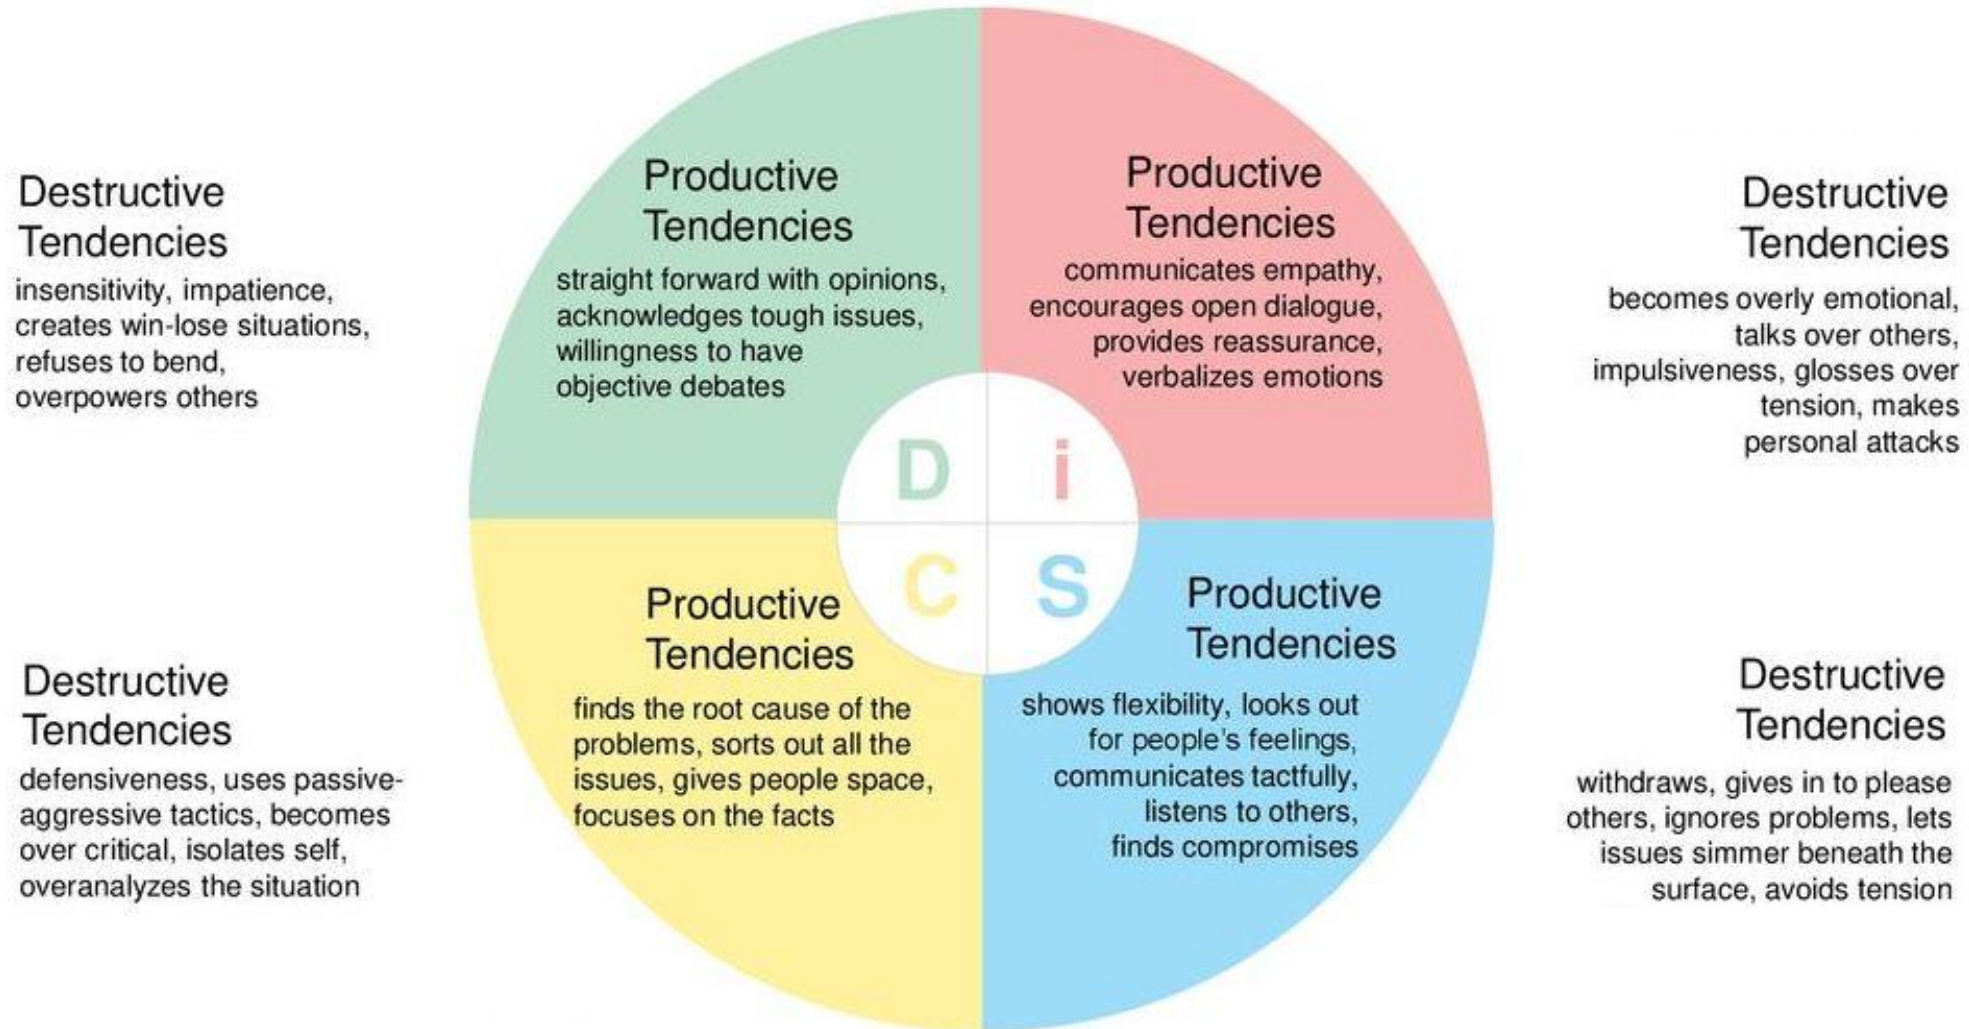 Destructive
Tendencies
insensitivity, impatience,
creates win-lose situations,
refuses to bend,
overpowers others
Productive
Tendencies
straight forward with opinions,
acknowledges tough issues,
willingness to have
objective debates
Productive
Tendencies
communicates empathy,
encourages open dialogue,
provides reassurance,
verbalizes emotions
Destructive
Tendencies
becomes overly emotional,
talks over others,
impulsiveness, glosses over
tension, makes
personal attacks
D i
C S
Destructive
Tendencies
defensiveness, uses passive-
aggressive tactics, becomes
over critical, isolates self,
overanalyzes the situation
Productive
Tendencies
finds the root cause of the
problems, sorts out all the
issues, gives people space,
focuses on the facts
Productive
Tendencies
shows flexibility, looks out
for people's feelings,
communicates tactfully,
listens to others,
finds compromises
Destructive
Tendencies
withdraws, gives in to please
others, ignores problems, lets
issues simmer beneath the
surface, avoids tension